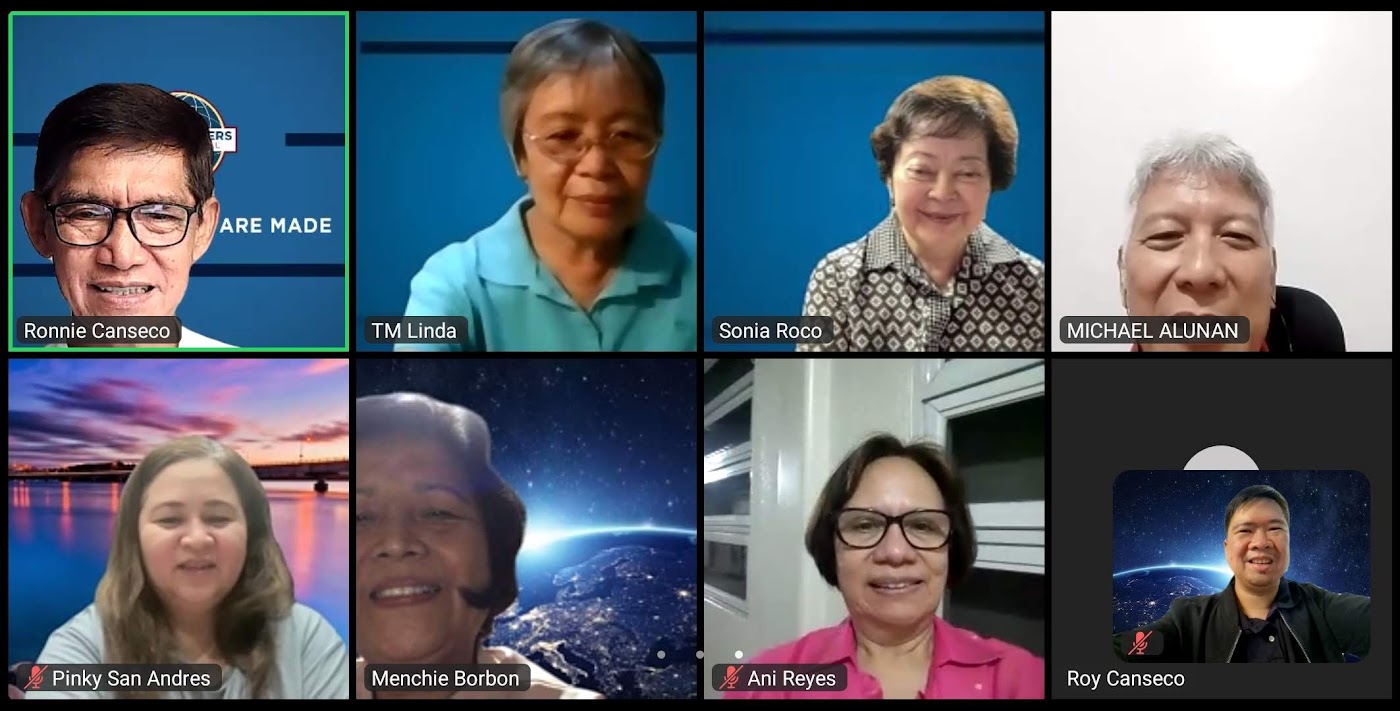 ERS
L
ARE MADE
Ronnie Canseco
TM Linda
Sonia Roco
MICHAEL ALUNAN
Pinky San Andres
Menchie Borbon
Ani Reyes
Roy Canseco